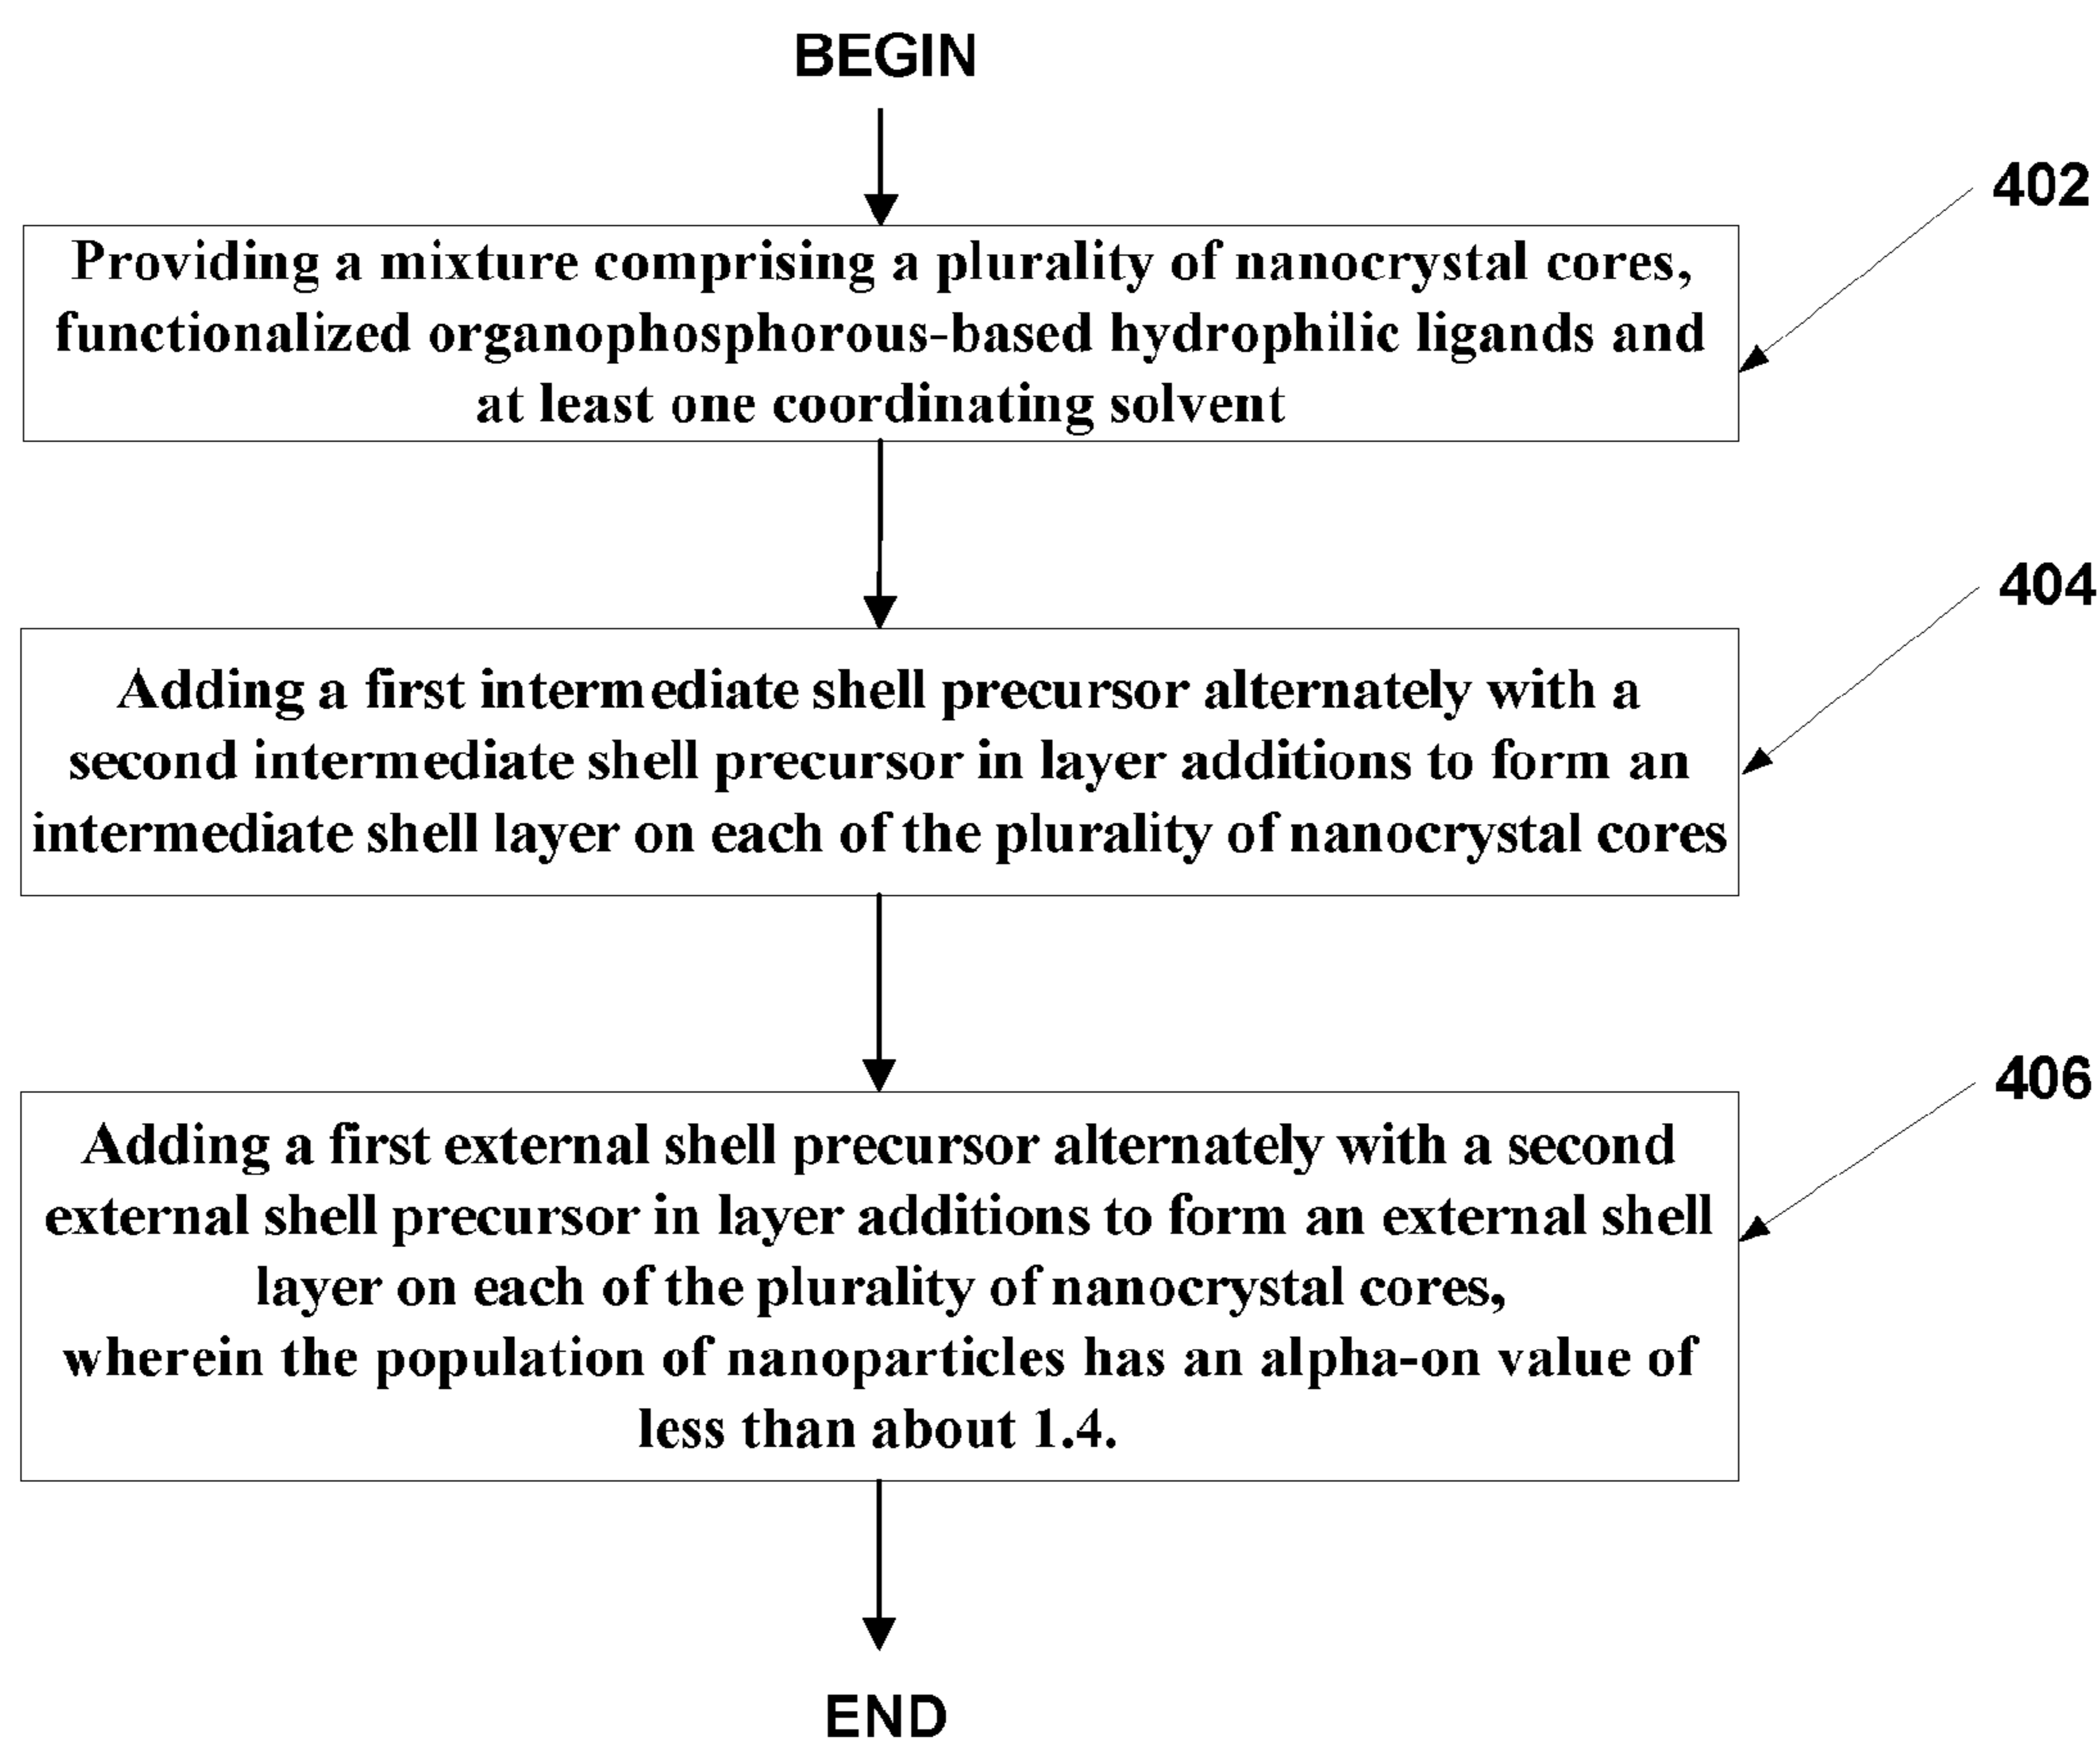 BEGIN
402
Providing a mixture comprising a plurality of nanocrystal cores,
functionalized organophosphorous-based hydrophilic ligands and
at least one coordinating solvent
404
Adding a first intermediate shell precursor alternately with a
second intermediate shell precursor in layer additions to form an
intermediate shell layer on each of the plurality of nanocrystal cores
406
Adding a first external shell precursor alternately with a second
external shell precursor in layer additions to form an external shell
layer on each of the plurality of nanocrystal cores,
wherein the population of nanoparticles has an alpha-on value of
less than about 1.4.
END